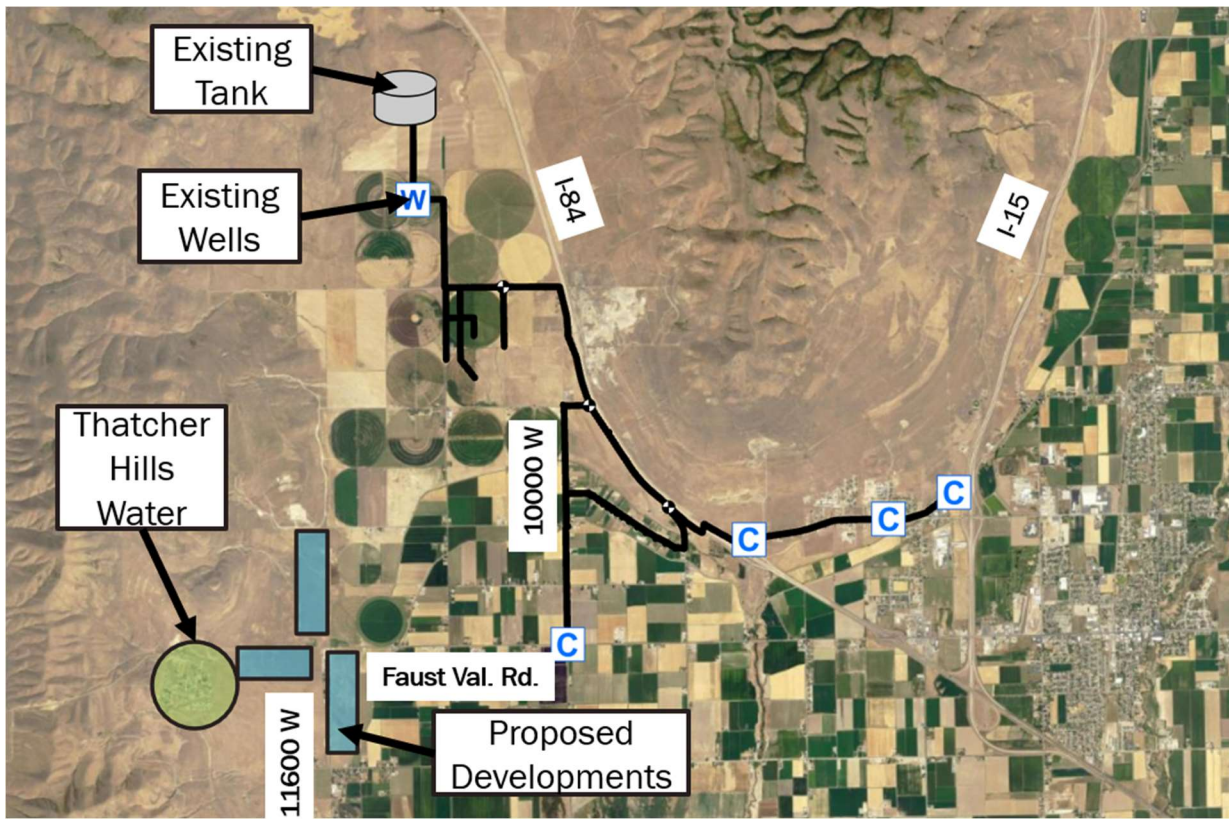 Existing
Tank
Existing
Wells
W
I-84
I-15
Thatcher
Hills
Water
10000 W
C
C
C
C
Faust Val. Rd.
11600 W
Proposed
Developments